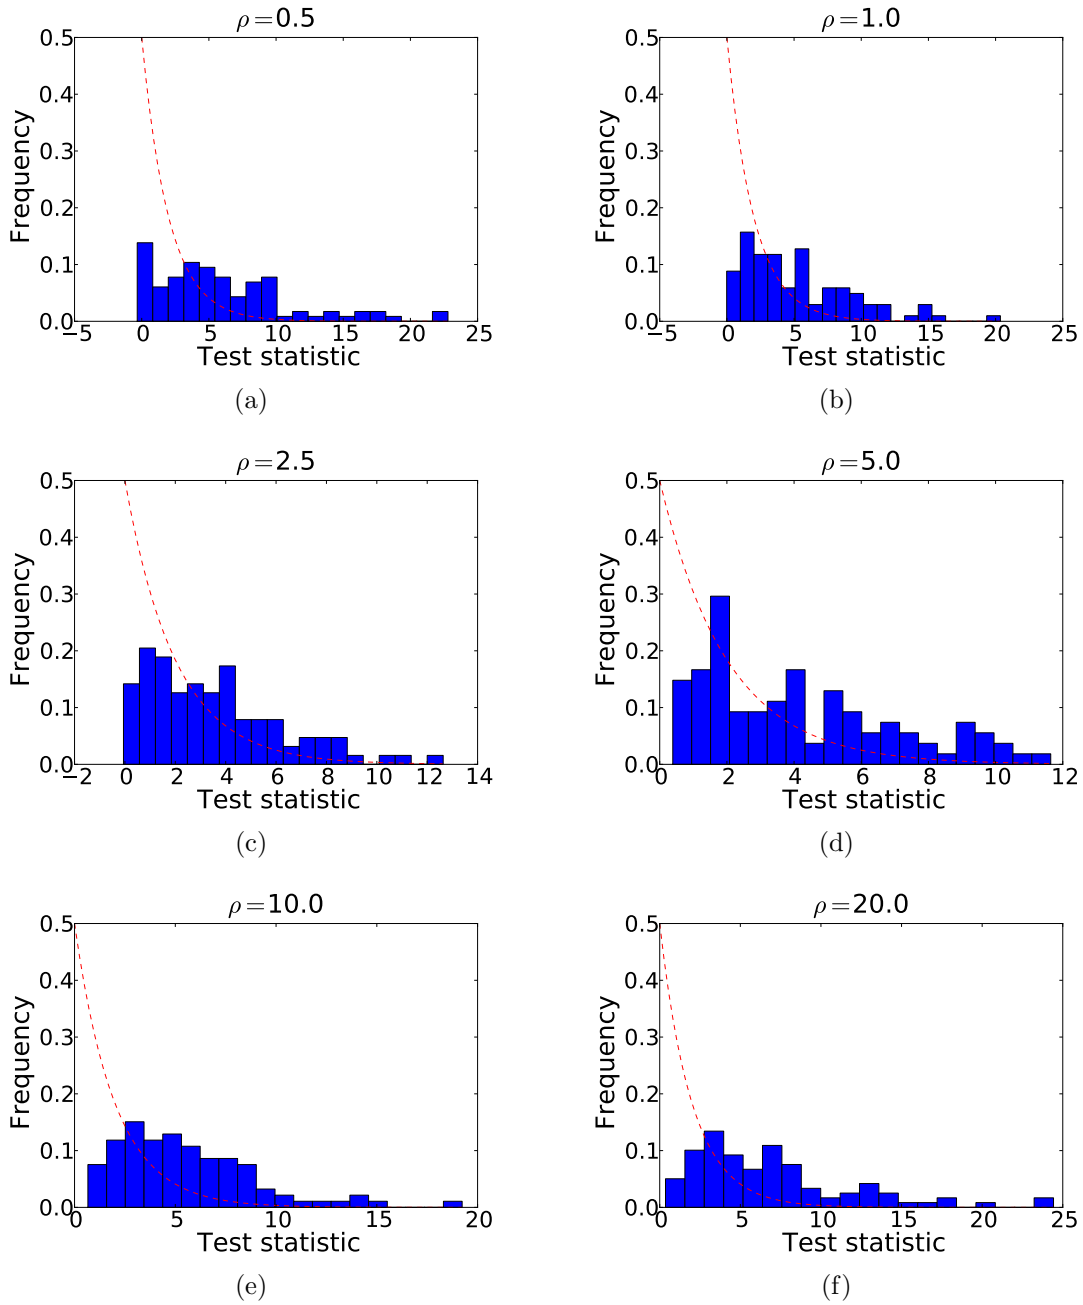 ρ=0.5
0.5
0.4
0.3
0.2
0.1
0.0
Frequency
−5 0 5 10 15 20 25
Test statistic
(a)
ρ=1.0
0.5
0.4
0.3
0.2
0.1
0.0
Frequency
−5 0 5 10 15 20 25
Test statistic
(b)
ρ=2.5
0.5
0.4
0.3
0.2
0.1
0.0
Frequency
−2 0 2 4 6 8 10 12 14
Test statistic
(c)
ρ=5.0
0.5
0.4
0.3
0.2
0.1
0.0
Frequency
0 2 4 6 8 10 12
Test statistic
(d)
ρ=10.0
0.5
0.4
0.3
0.2
0.1
0.0
Frequency
0 5 10 15 20
Test statistic
(e)
ρ=20.0
0.5
0.4
0.3
0.2
0.1
0.0
Frequency
0 5 10 15 20 25
Test statistic
(f)